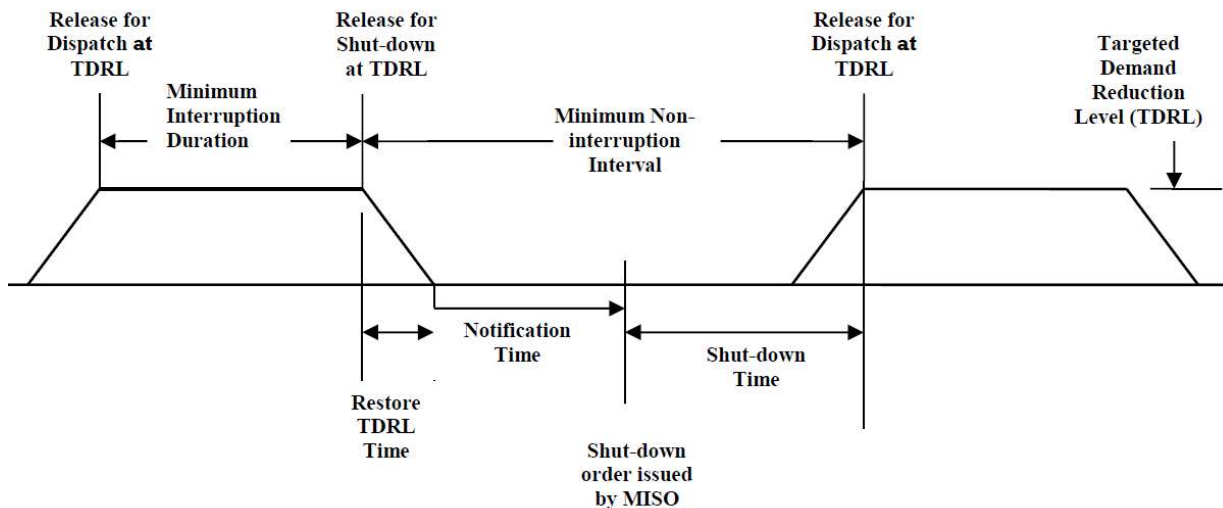 Release for
Dispatch at
TDRL
Release for
Shut-down
at TDRL
Release for
Dispatch at
TDRL
Targeted
Demand
Reduction
Level (TDRL)
Minimum
Interruption
Duration
Minimum Non-
interruption
Interval
Notification
Time
Shut-down
Time
Restore
TDRL
Time
Shut-down
order issued
by MISO